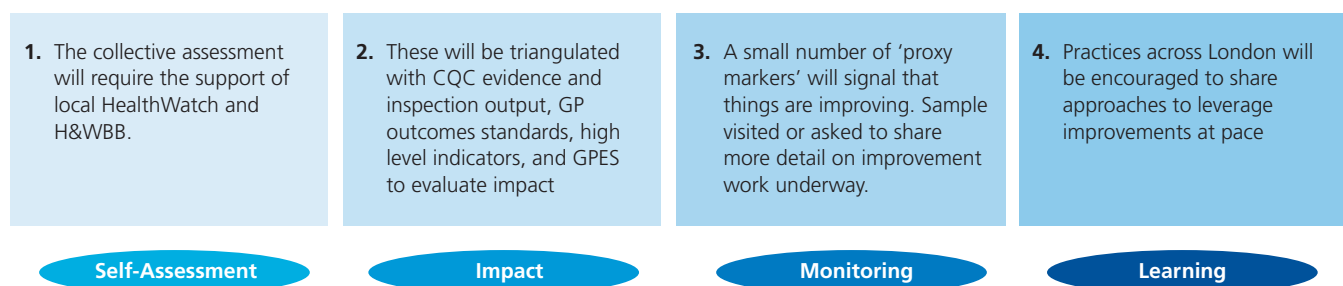 1. The collective assessment
will require the support of
local HealthWatch and
H&WBB.
2. These will be triangulated
with CQC evidence and
inspection output, GP
outcomes standards, high
level indicators, and GPES
to evaluate impact
3. A small number of ‘proxy
markers’ will signal that
things are improving. Sample
visited or asked to share
more detail on improvement
work underway.
4. Practices across London will
be encouraged to share
approaches to leverage
improvements at pace
Self-Assessment
Impact
Monitoring
Learning